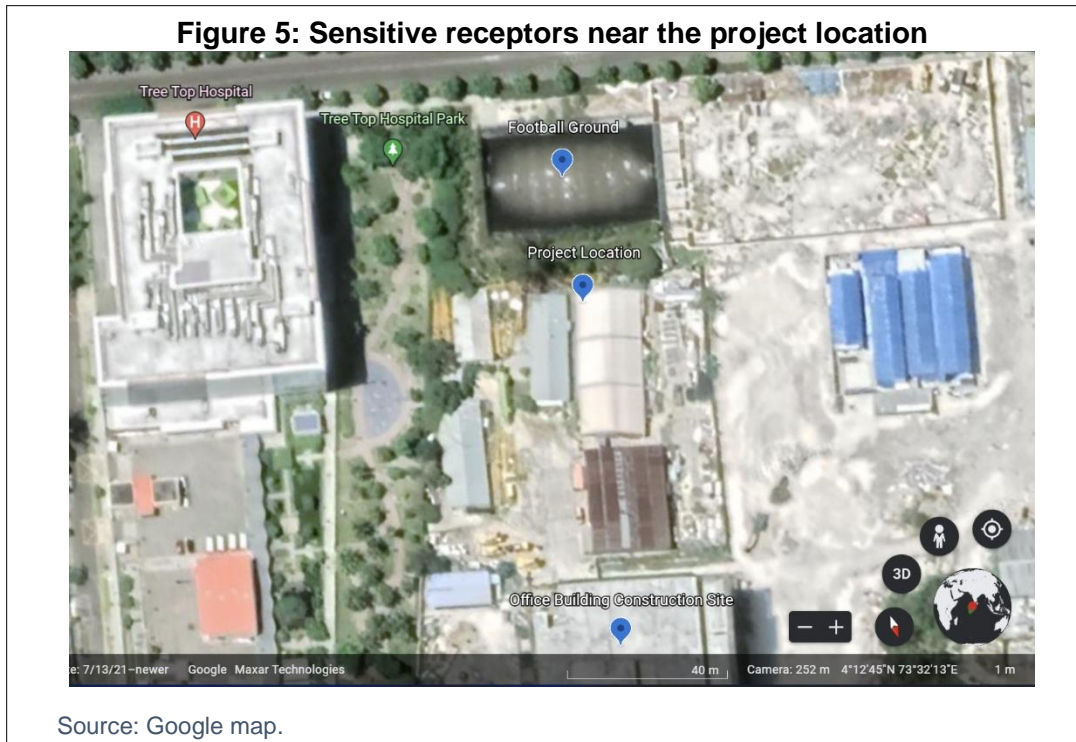 Figure 5: Sensitive receptors near the project location
Tree Top Hospital
H
Tree Top Hospital Park
Football Ground
Project Location
Office Building Construction Site
3D
e: 7/13/21–newer Google Maxar Technologies 40 m Camera: 252 m 4°12'45"N 73°32'13"E 1 m
Source: Google map.